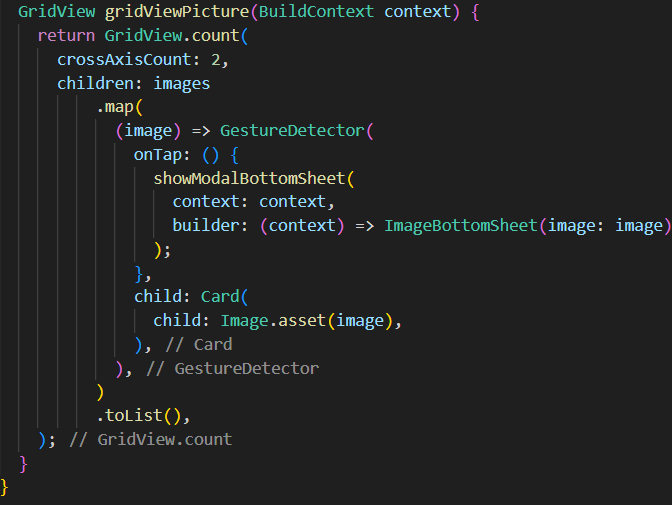 GridView gridViewPicture(BuildContext context) {
return GridView.count(
crossAxisCount: 2,
children: images
.map(
(image) => GestureDetector(
onTap: () {
showModalBottomSheet(
context: context,
builder: (context) => ImageBottomSheet(image: image)
);
},
child: Card(
child: Image.asset(image),
), // Card
), // GestureDetector
)
.toList(),
); // GridView.count
}
}